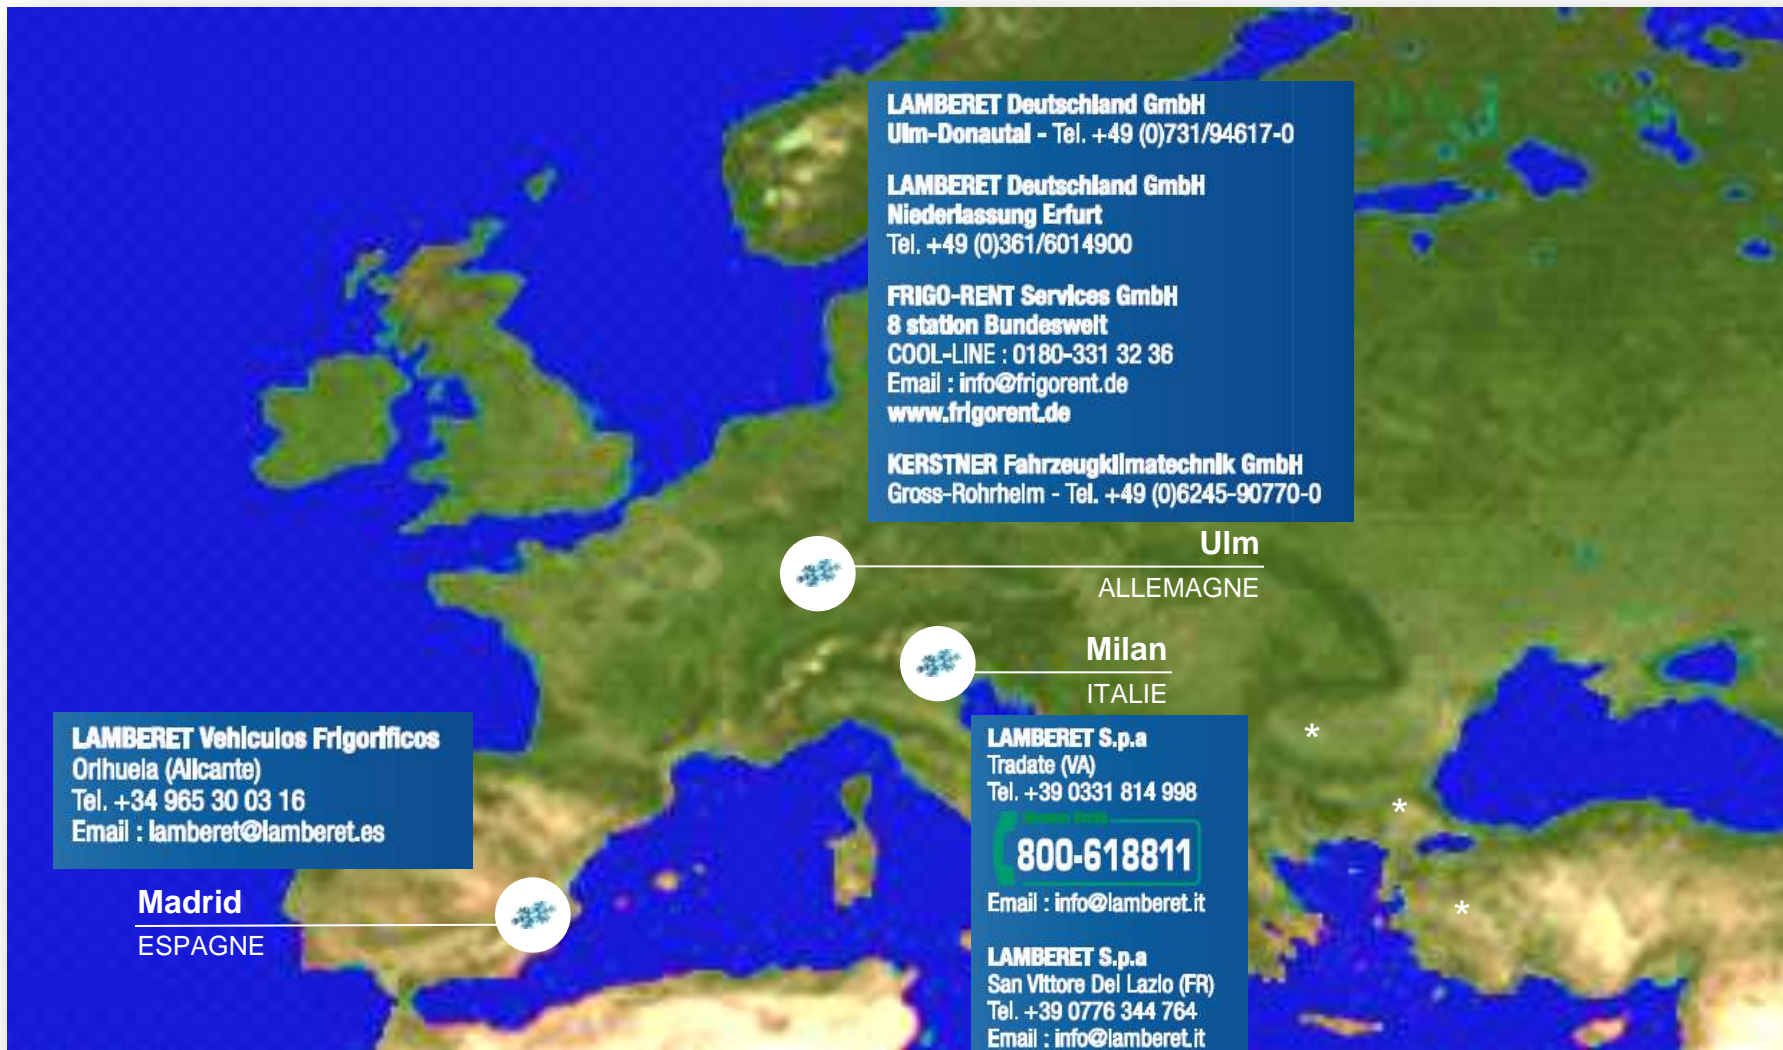 LAMBERET Deutschland GmbH
Ulm-Donautal - Tel. +49 (0)731/94617-0
LAMBERET Deutschland GmbH
Niederlassung Erfurt
Tel. +49 (0)361/6014900
FRIGO-RENT Services GmbH
8 station Bundesweit
COOL-LINE : 0180-331 32 36
Email : info@frigorent.de
www.frigorent.de
KERSTNER Fahrzeugklimatechnik GmbH
Gross-Rohrheim - Tel. +49 (0)6245-90770-0
Ulm
ALLEMAGNE
Milan
ITALIE
LAMBERET Vehiculos Frigorificos
Orihuela (Alicante)
Tel. +34 965 30 03 16
Email : lamberet@lamberet.es
Madrid
ESPAGNE
LAMBERET S.p.a
Tradate (VA)
Tel. +39 0331 814 998
800-618811
Email : info@lamberet.it
LAMBERET S.p.a
San Vittore Del Lazio (FR)
Tel. +39 0776 344 764
Email : info@lamberet.it
*
*
*